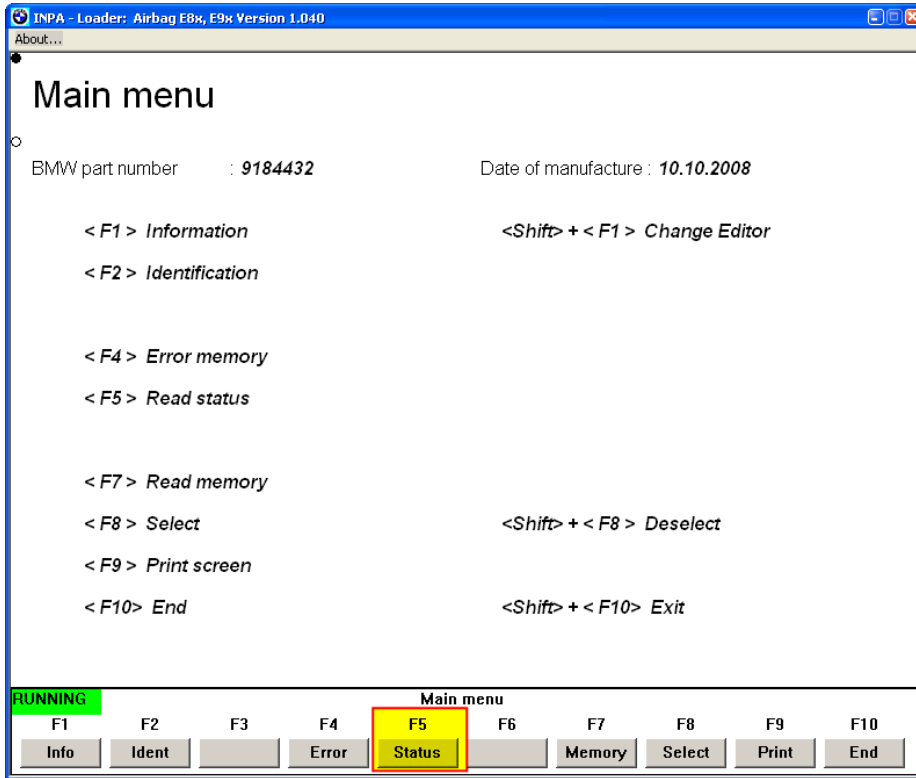 INPA - Loader: Airbag E8x, E9x Version 1.040
About...
Main menu
BMW part number : 9184432 Date of manufacture : 10.10.2008
< F1 > Information <Shift> + < F1 > Change Editor
< F2 > Identification
< F4 > Error memory
< F5 > Read status
< F7 > Read memory
< F8 > Select <Shift> + < F8 > Deselect
< F9 > Print screen
< F10> End <Shift> + < F10> Exit
RUNNING Main menu
F1 F2 F3 F4 F5 F6 F7 F8 F9 F10
Info Ident Error Status Memory Select Print End